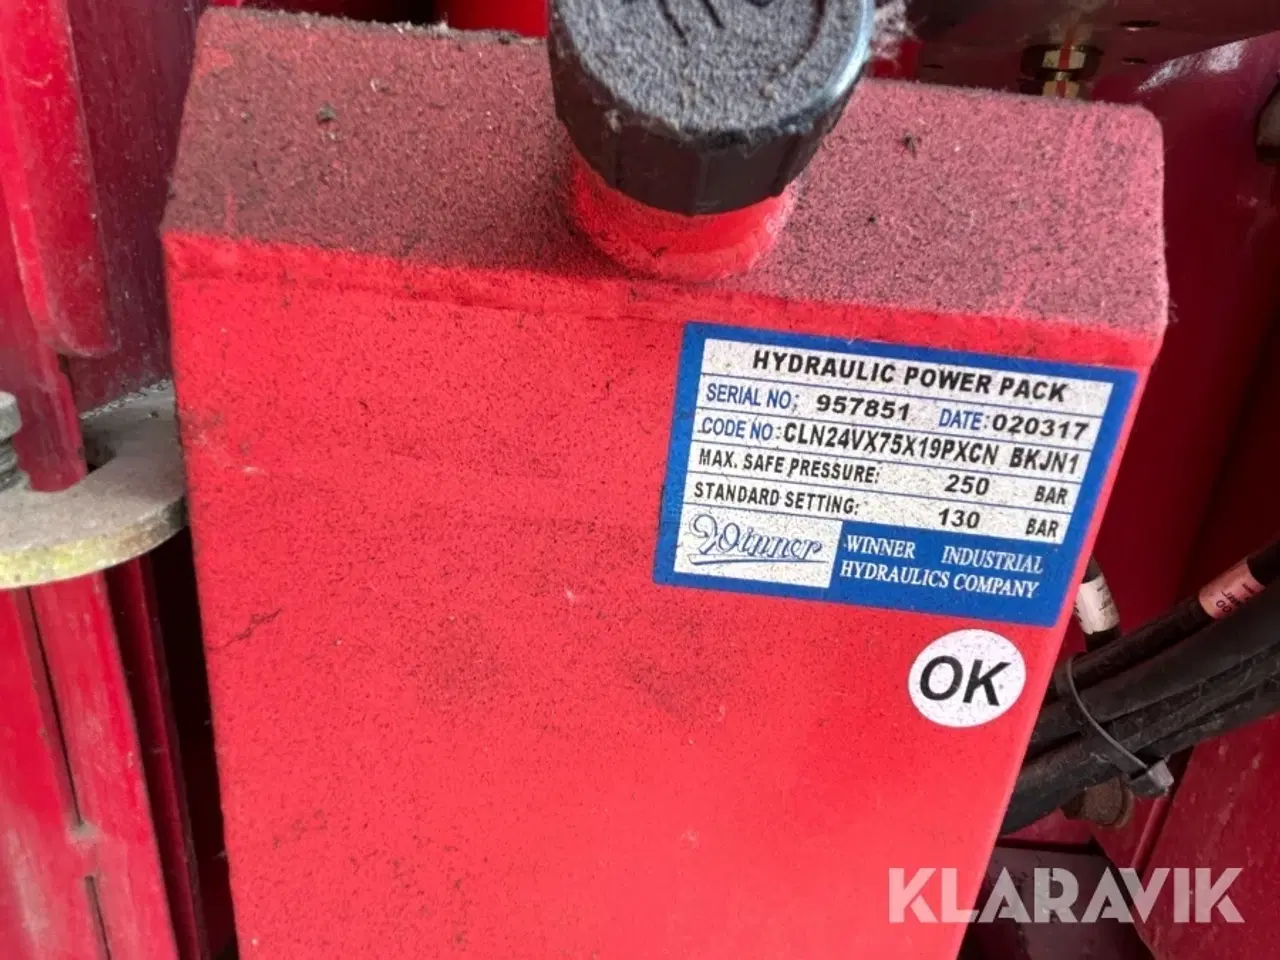 HYDRAULIC POWER PACK
SERIAL NO: 957851 DATE: 020317
CODE NO: CLN24VX75X19PXCN BKJN1
MAX. SAFE PRESSURE: 250 BAR
STANDARD SETTING: 130 BAR
Winner WINNER INDUSTRIAL
HYDRAULICS COMPANY
OK
KLARAVIK